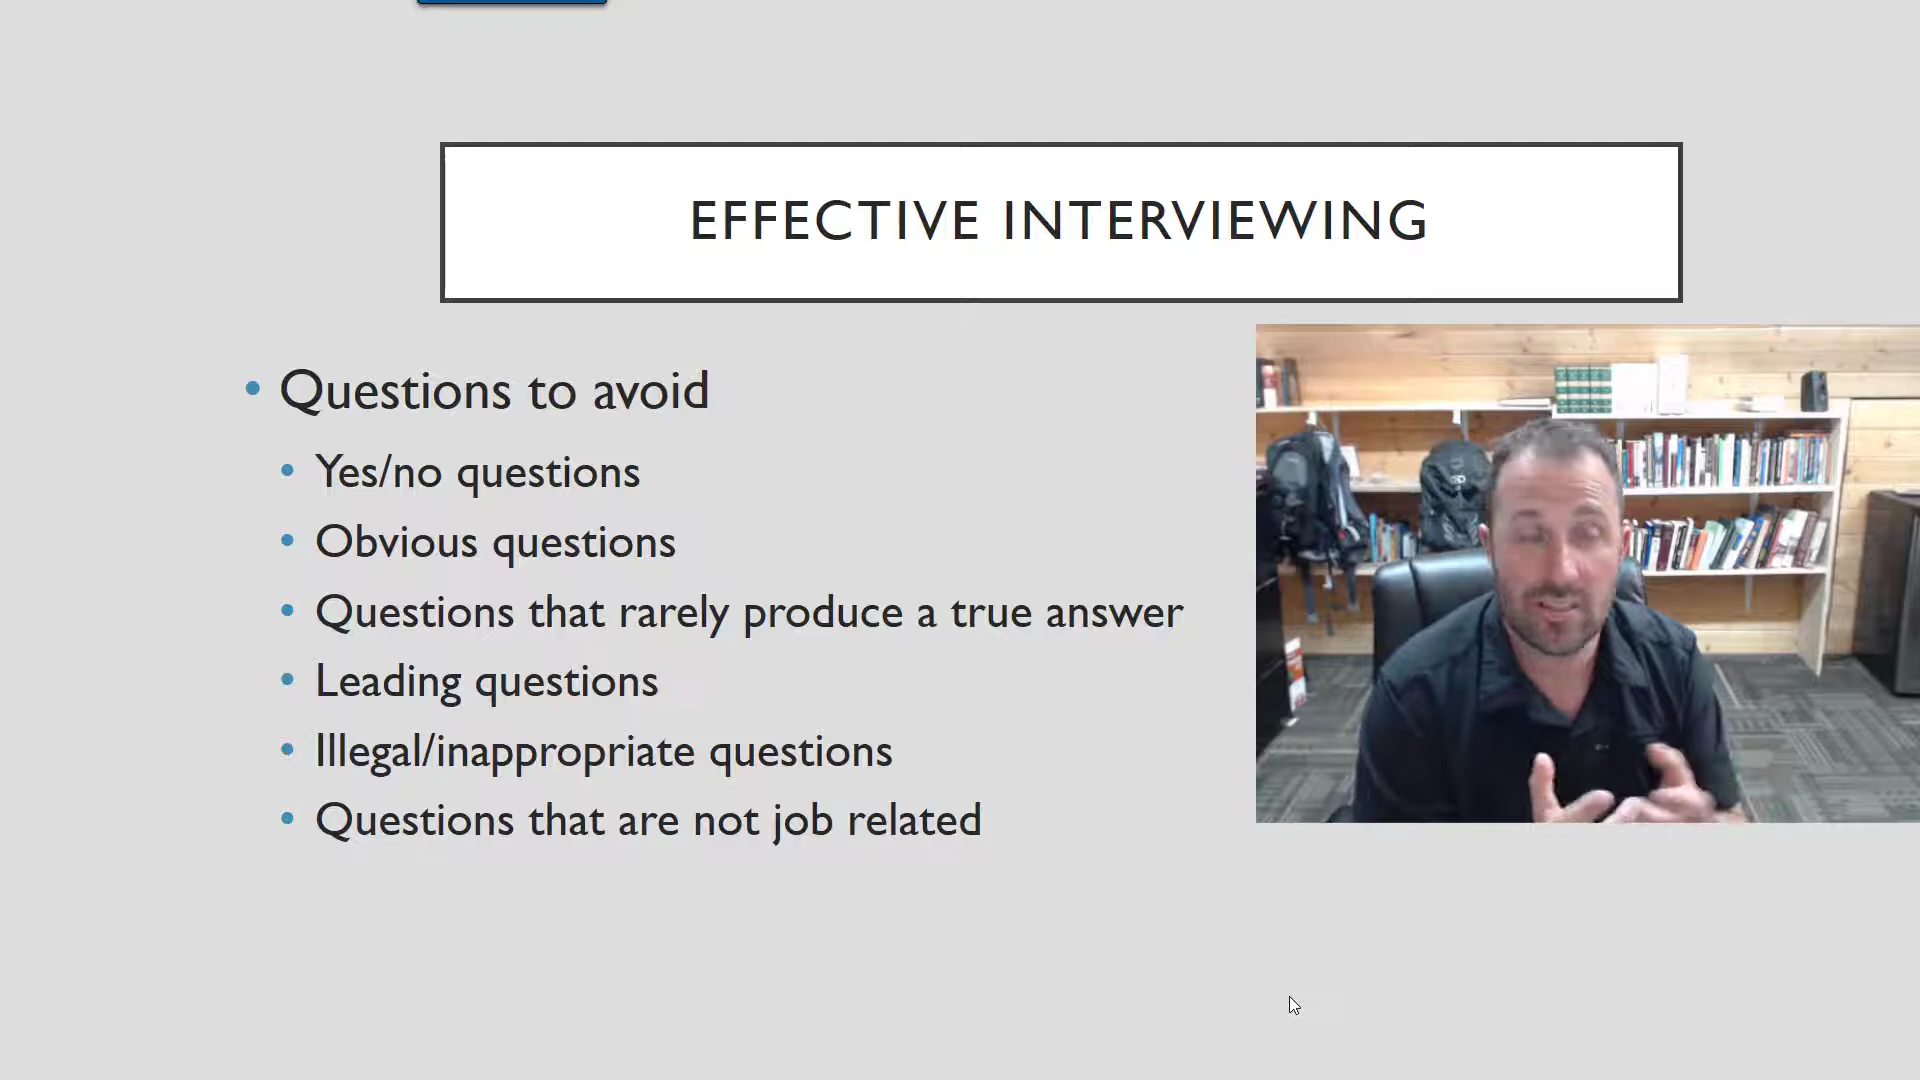 EFFECTIVE INTERVIEWING
• Questions to avoid
• Yes/no questions
• Obvious questions
• Questions that rarely produce a true answer
• Leading questions
• Illegal/inappropriate questions
• Questions that are not job related